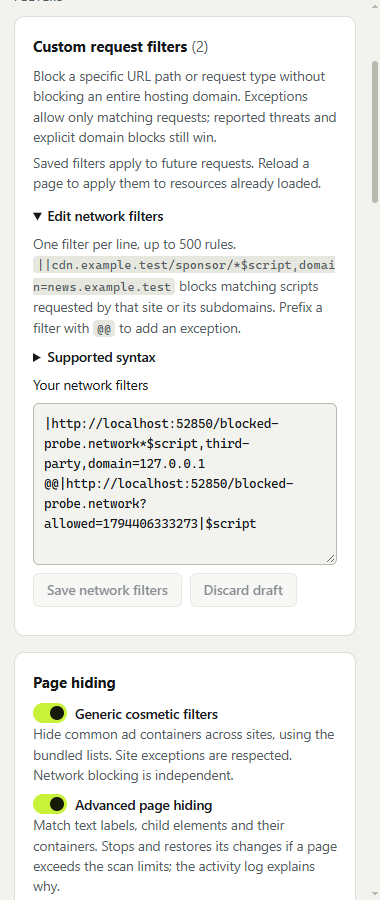 Custom request filters (2)
Block a specific URL path or request type without
blocking an entire hosting domain. Exceptions
allow only matching requests; reported threats and
explicit domain blocks still win.
Saved filters apply to future requests. Reload a
page to apply them to resources already loaded.
▼ Edit network filters
One filter per line, up to 500 rules.
||cdn.example.test/sponsor/*$script,domai
n=news.example.test blocks matching scripts
requested by that site or its subdomains. Prefix a
filter with @@ to add an exception.
▶ Supported syntax
Your network filters
|http://localhost:52850/blocked-
probe.network*$script,third-
party,domain=127.0.0.1
@@|http://localhost:52850/blocked-
probe.network?
allowed=1794406333273|$script
Save network filters Discard draft
Page hiding
Generic cosmetic filters
Hide common ad containers across sites, using the
bundled lists. Site exceptions are respected.
Network blocking is independent.
Advanced page hiding
Match text labels, child elements and their
containers. Stops and restores its changes if a page
exceeds the scan limits; the activity log explains
why.